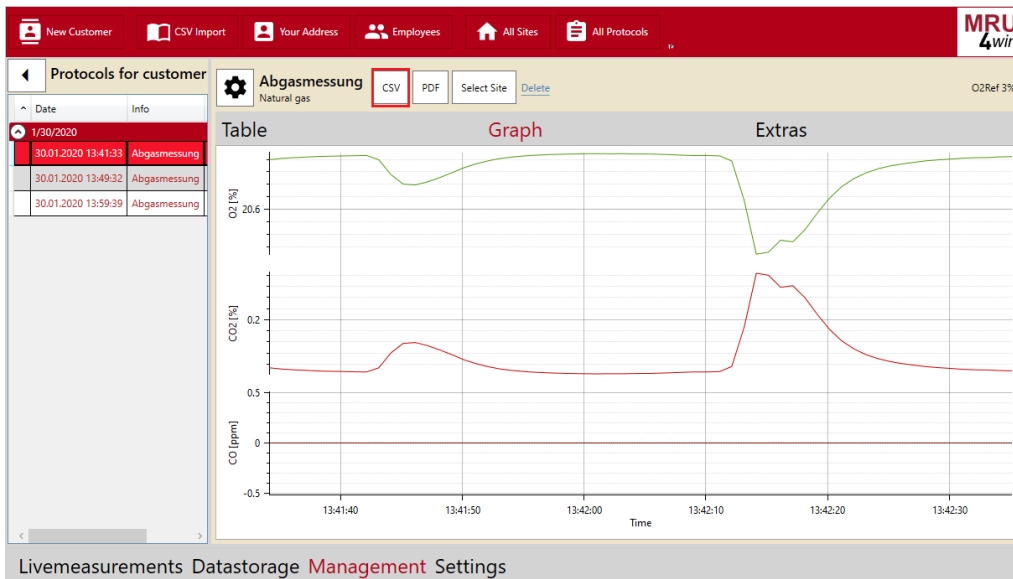 New Customer
CSV Import
Your Address
Employees
All Sites
All Protocols
MRU
4win
Protocols for customer
Date
Info
1/30/2020
30.01.2020 13:41:33 Abgasmessung
30.01.2020 13:49:32 Abgasmessung
30.01.2020 13:59:39 Abgasmessung
Abgasmessung
Natural gas
CSV
PDF
Select Site
Delete
O2Ref 3%
Table
Graph
Extras
O2 [%]
20.6
CO2 [%]
0.2
CO [ppm]
0.5
0
-0.5
13:41:40
13:41:50
13:42:00
13:42:10
13:42:20
13:42:30
Time
Livemeasurements Datastorage Management Settings